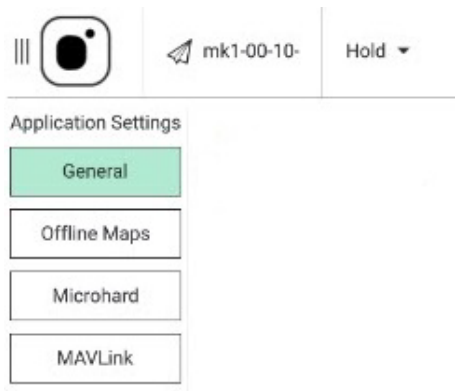 mk1-00-10-
Hold
Application Settings
General
Offline Maps
Microhard
MAVLink